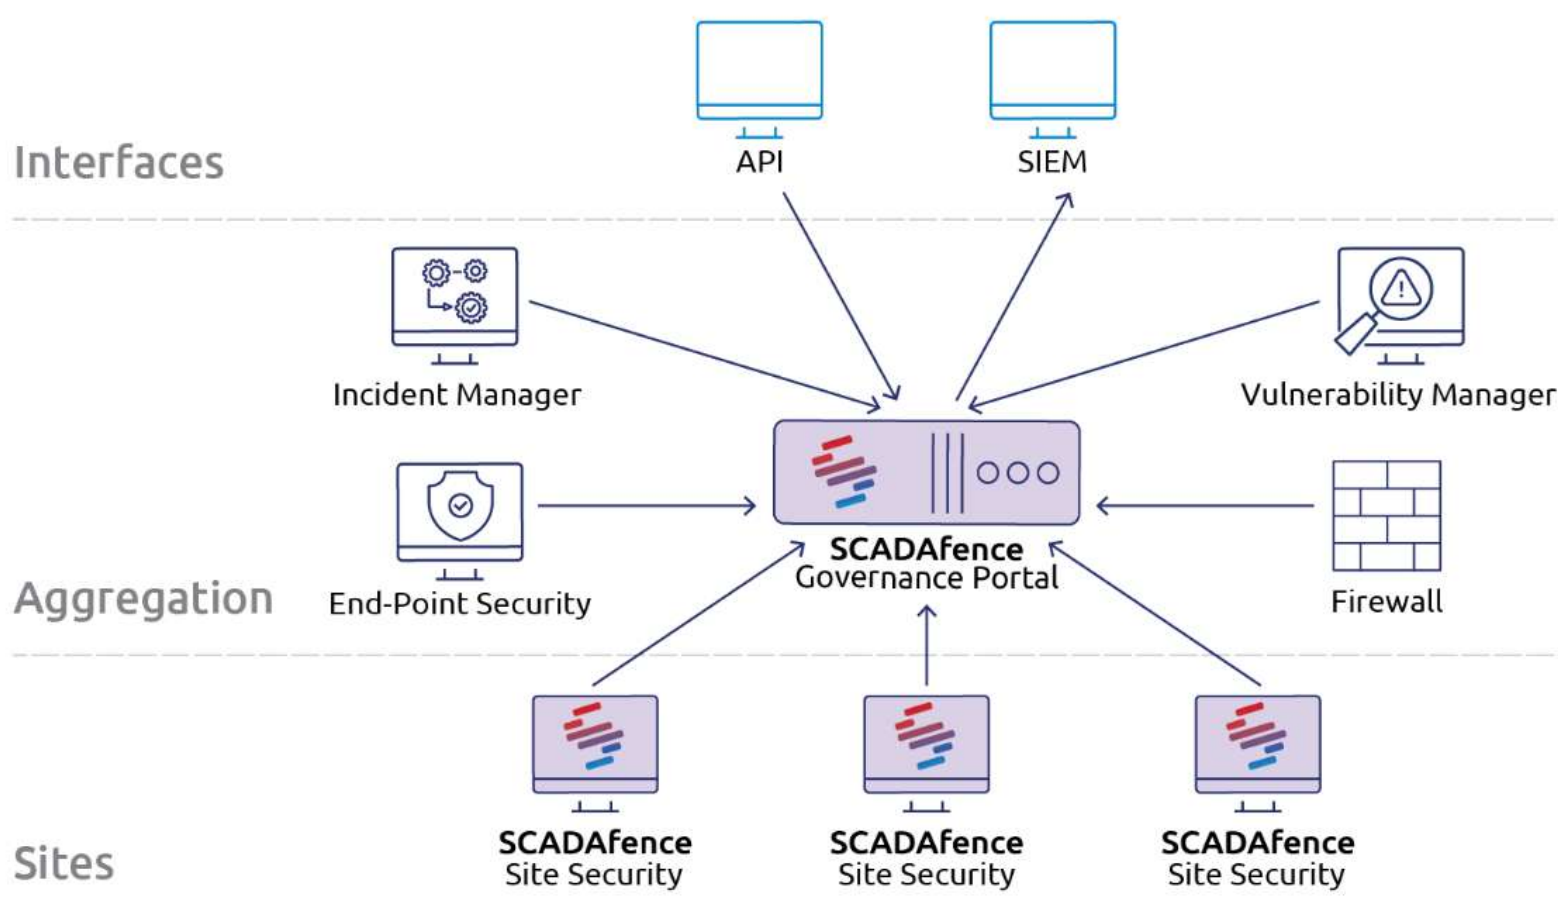 API
SIEM
Interfaces
Incident Manager
Vulnerability Manager
SCADAfence
Governance Portal
End-Point Security
Firewall
Aggregation
SCADAfence
Site Security
SCADAfence
Site Security
SCADAfence
Site Security
Sites